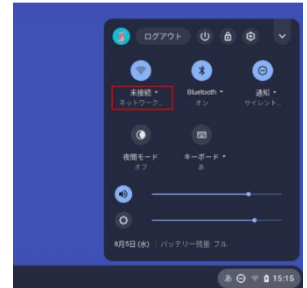 ログアウト
未接続 Bluetooth 通知
ネットワーク... オン サイレント...
夜間モード キーボード
オフ あ
8月5日 (水) | バッテリー残量 フル
あ 15:15